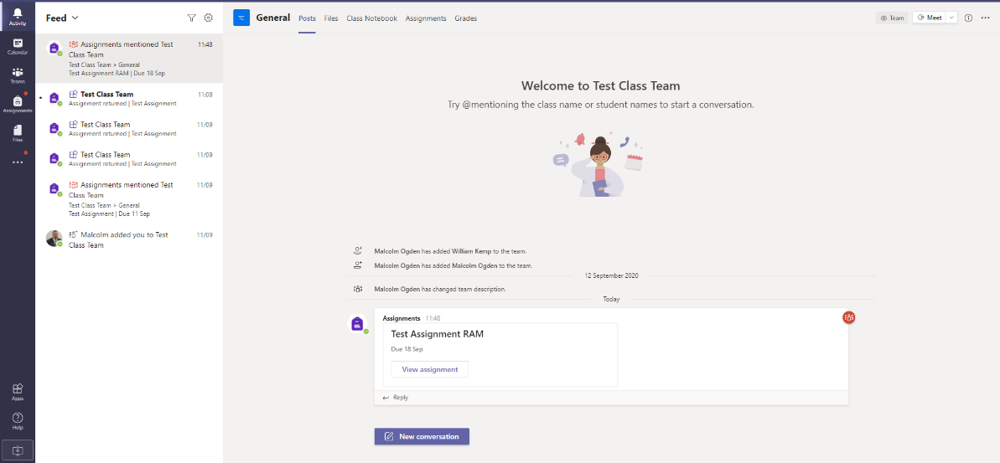 Activity
Calendar
Teams
Assignments
Files
Apps
Help
Feed
Assignments mentioned Test 11:48
Class Team
Test Class Team > General
Test Assignment RAM | Due 18 Sep
Test Class Team 11:08
Assignment returned | Test Assignment
Test Class Team 11/09
Assignment returned | Test Assignment
Test Class Team 11/09
Assignment returned | Test Assignment
Assignments mentioned Test 11/09
Class Team
Test Class Team > General
Test Assignment | Due 11 Sep
Malcolm added you to Test 11/09
Class Team
TC General Posts Files Class Notebook Assignments Grades Team Meet
Welcome to Test Class Team
Try @mentioning the class name or student names to start a conversation.
Malcolm Ogden has added William Kemp to the team.
Malcolm Ogden has added Malcolm Ogden to the team.
12 September 2020
Malcolm Ogden has changed team description.
Today
Assignments 11:48
Test Assignment RAM
Due 18 Sep
View assignment
Reply
New conversation